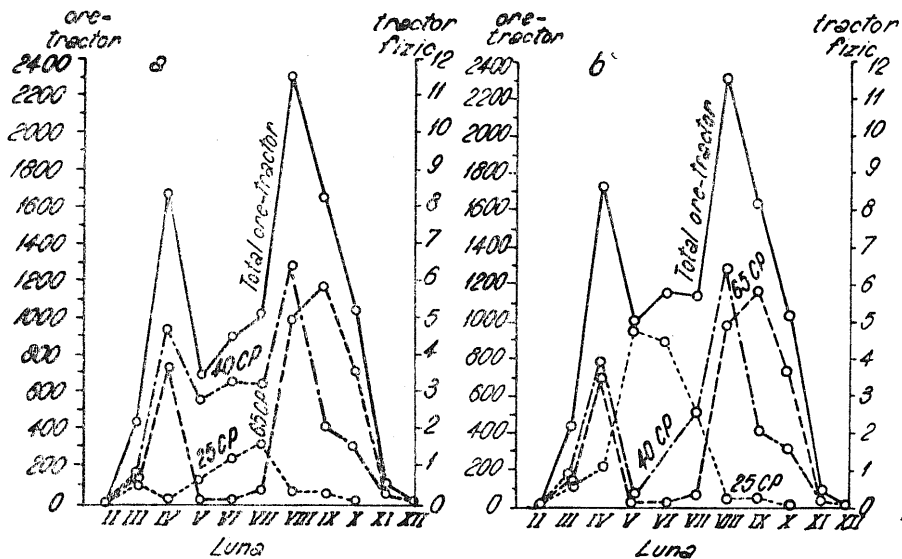 ore-
tractor
a
tractor
fizic
2400
2200
2000
1800
1600
1400
1200
1000
800
600
400
200
0
12
11
10
9
8
7
6
5
4
3
2
1
0
Total ore-tractor
40 CP
25 CP
65 CP
II III IV V VI VII VIII IX X XI XII
Luna
ore-
tractor
b
tractor
fizic
2400
2200
2000
1800
1600
1400
1200
1000
800
600
500
400
200
0
12
11
10
9
8
7
6
5
4
3
2
1
0
Total ore-tractor
65 CP
40 CP
25 CP
II III IV V VI VII VIII IX X XI XII
Luna